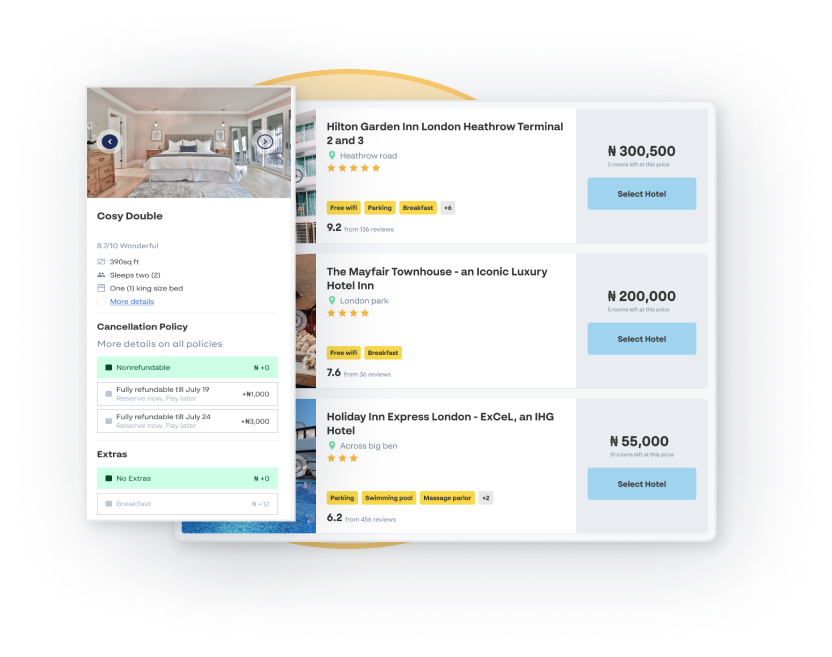 Cosy Double
8.7/10 Wonderful
390sq ft
Sleeps two (2)
One (1) king size bed
More details
Cancellation Policy
More details on all policies
Nonrefundable ₦ +0
Fully refundable till July 19
Reserve now, Pay later
+₦1,000
Fully refundable till July 24
Reserve now, Pay later
+₦3,000
Extras
No Extras ₦ +0
Breakfast ₦ +12
Hilton Garden Inn London Heathrow Terminal
2 and 3
Heathrow road
Free wifi Parking Breakfast +6
9.2 from 136 reviews
₦ 300,500
2 rooms left at this price
Select Hotel
The Mayfair Townhouse - an Iconic Luxury
Hotel Inn
London park
Free wifi Breakfast
7.6 from 36 reviews
₦ 200,000
5 rooms left at this price
Select Hotel
Holiday Inn Express London - ExCeL, an IHG
Hotel
Across big ben
Parking Swimming pool Massage parlor +2
6.2 from 456 reviews
₦ 55,000
10 rooms left at this price
Select Hotel